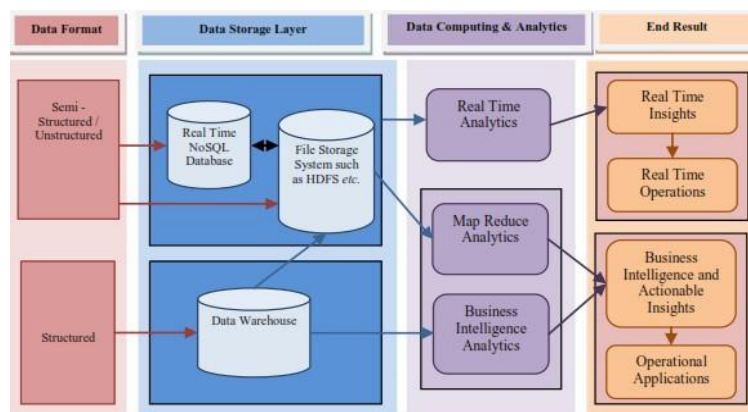 Data Format
Data Storage Layer
Data Computing & Analytics
End Result
Semi -
Structured /
Unstructured
Real Time
NoSQL
Database
File Storage
System such
as HDFS etc.
Real Time
Analytics
Real Time
Insights
Real Time
Operations
Map Reduce
Analytics
Structured
Data Warehouse
Business
Intelligence
Analytics
Business
Intelligence and
Actionable
Insights
Operational
Applications